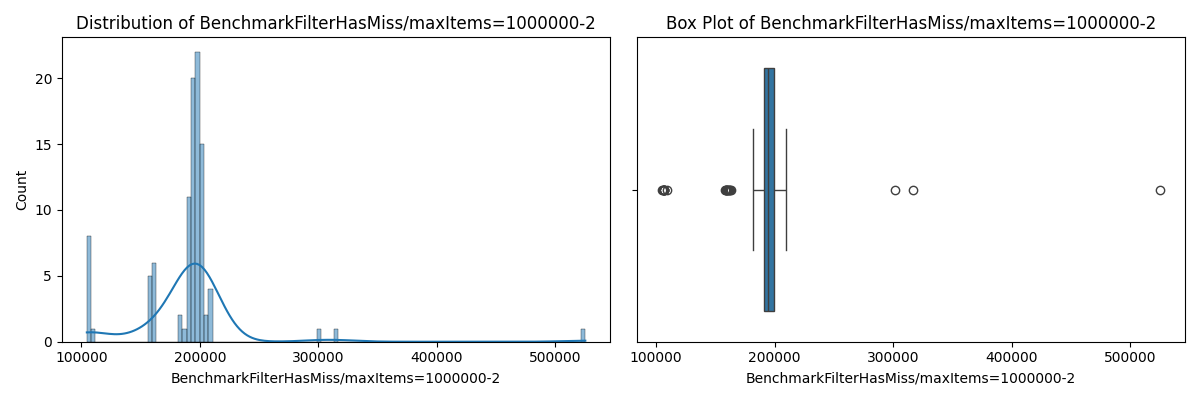 Distribution of BenchmarkFilterHasMiss/maxItems=1000000-2
Count
20
15
10
5
0
100000 200000 300000 400000 500000
BenchmarkFilterHasMiss/maxItems=1000000-2
Box Plot of BenchmarkFilterHasMiss/maxItems=1000000-2
100000 200000 300000 400000 500000
BenchmarkFilterHasMiss/maxItems=1000000-2